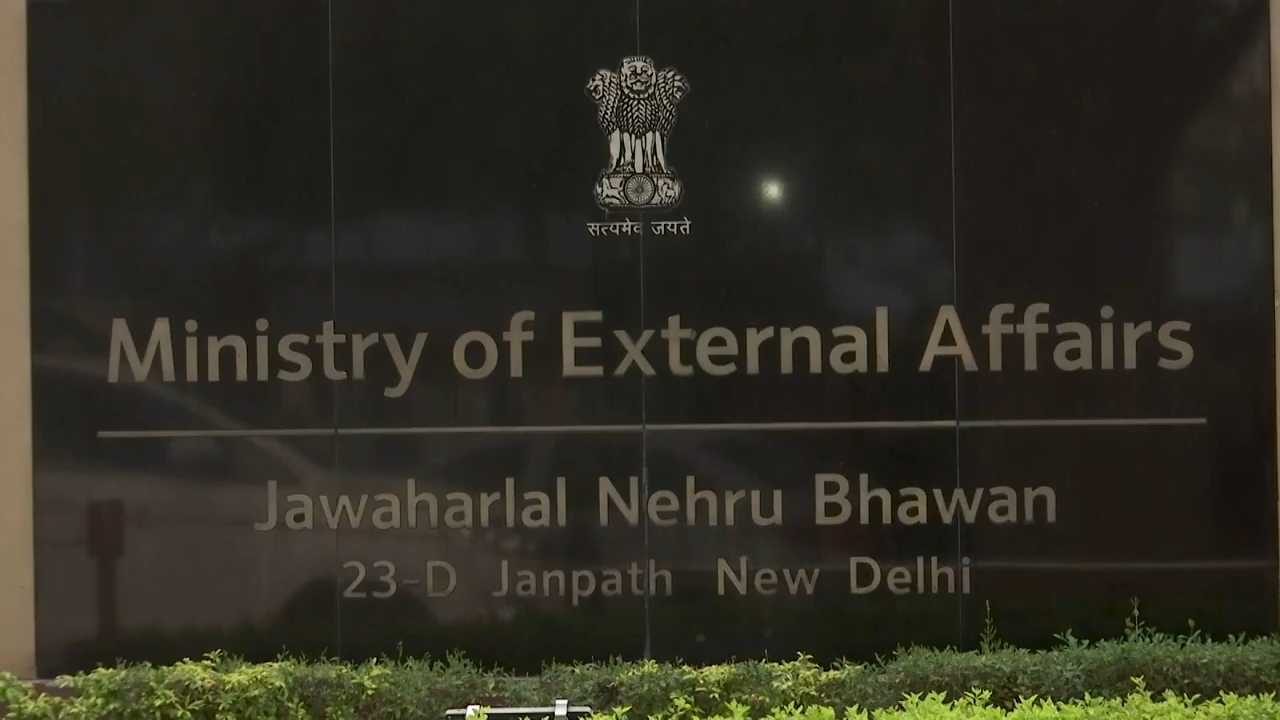 सत्यमेव जयते
Ministry of External Affairs
Jawaharlal Nehru Bhawan
23-D Janpath New Delhi